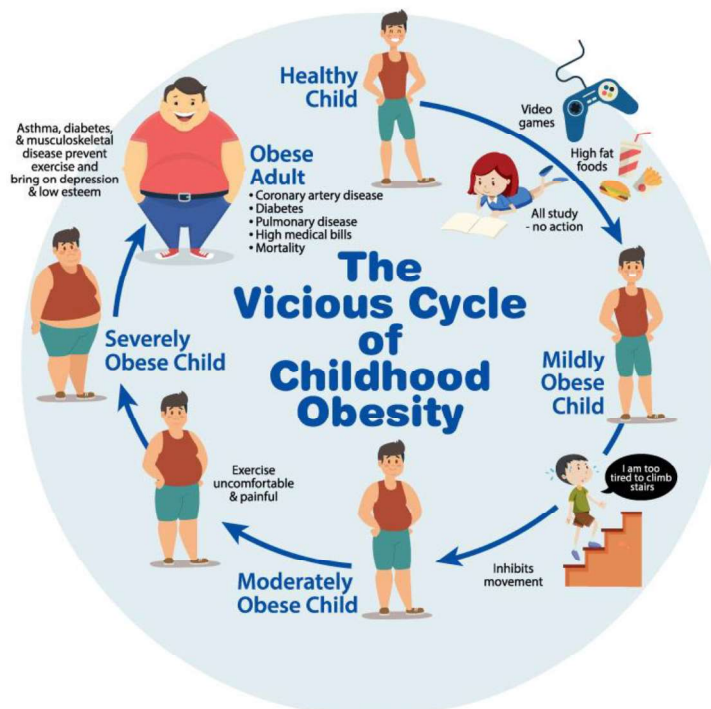 Healthy
Child
Video
games
High fat
foods
All study
- no action
Mildly
Obese
Child
I am too
tired to climb
stairs
Inhibits
movement
Moderately
Obese Child
Exercise
uncomfortable
& painful
Severely
Obese Child
Asthma, diabetes,
& musculoskeletal
disease prevent
exercise and
bring on depression
& low esteem
Obese
Adult
• Coronary artery disease
• Diabetes
• Pulmonary disease
• High medical bills
• Mortality
The
Vicious Cycle
of
Childhood
Obesity